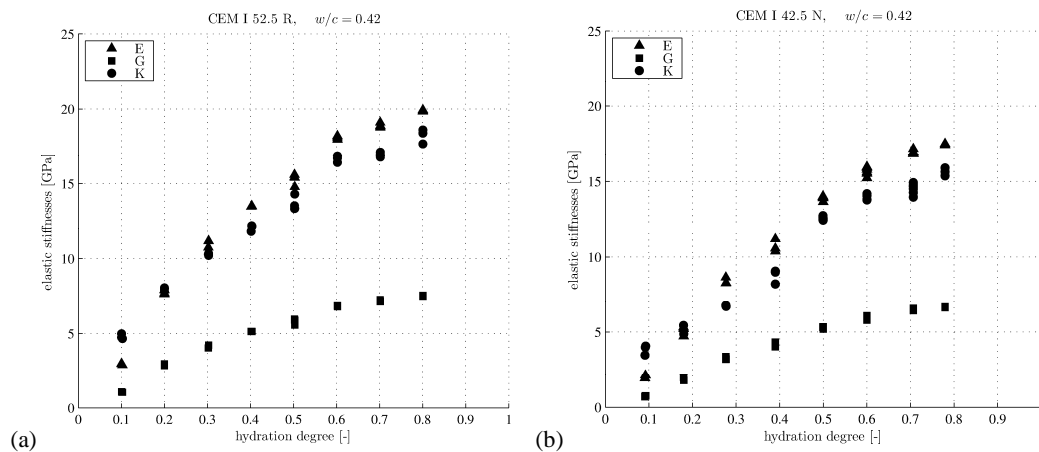 CEM I 52.5 R, w/c = 0.42
25
20
15
10
5
0
elastic stiffnesses [GPa]
E
G
K
0 0.1 0.2 0.3 0.4 0.5 0.6 0.7 0.8 0.9 1
hydration degree [-]
(a)
CEM I 42.5 N, w/c = 0.42
25
20
15
10
5
0
elastic stiffnesses [GPa]
E
G
K
0 0.1 0.2 0.3 0.4 0.5 0.6 0.7 0.8 0.9
hydration degree [-]
(b)